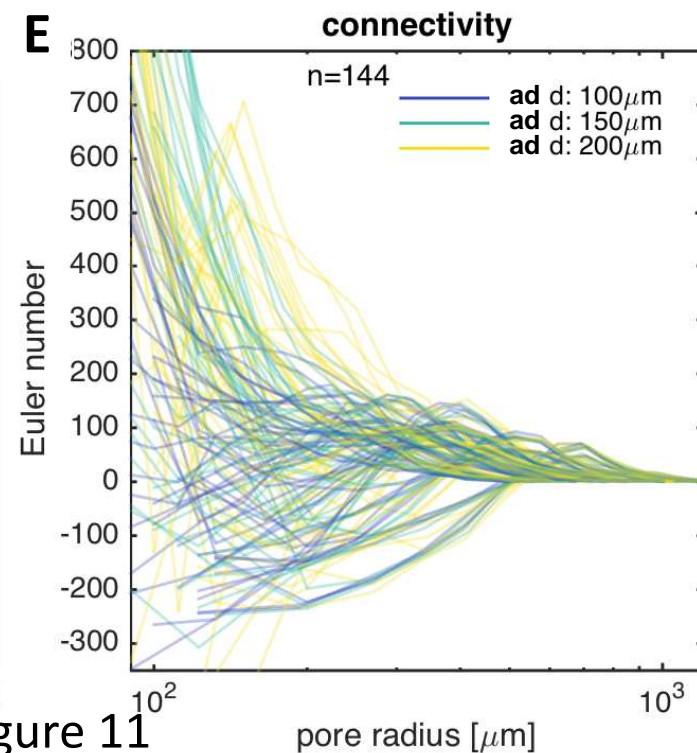 E
connectivity
n=144
ad d: 100μm
ad d: 150μm
ad d: 200μm
800
700
600
500
400
300
200
100
0
-100
-200
-300
Euler number
10²
10³
pore radius [μm]
gure 11